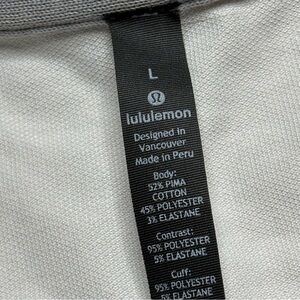 L
lululemon
Designed in
Vancouver
Made in Peru
Body:
52% PIMA
COTTON
45% POLYESTER
3% ELASTANE
Contrast:
95% POLYESTER
5% ELASTANE
Cuff:
95% POLYESTER
5% ELASTANE